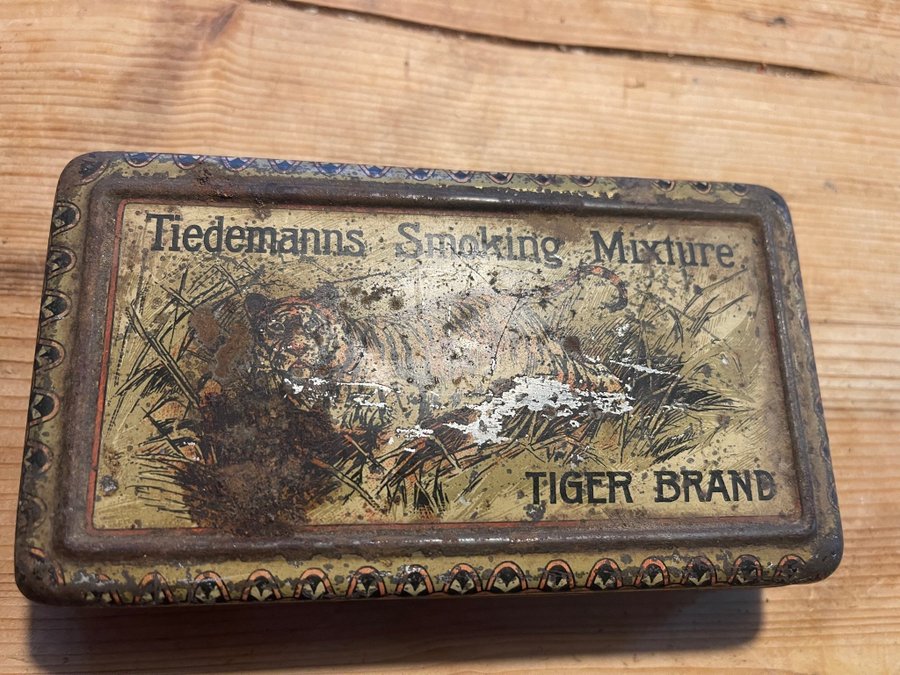 Tiedemanns Smoking Mixture
TIGER BRAND